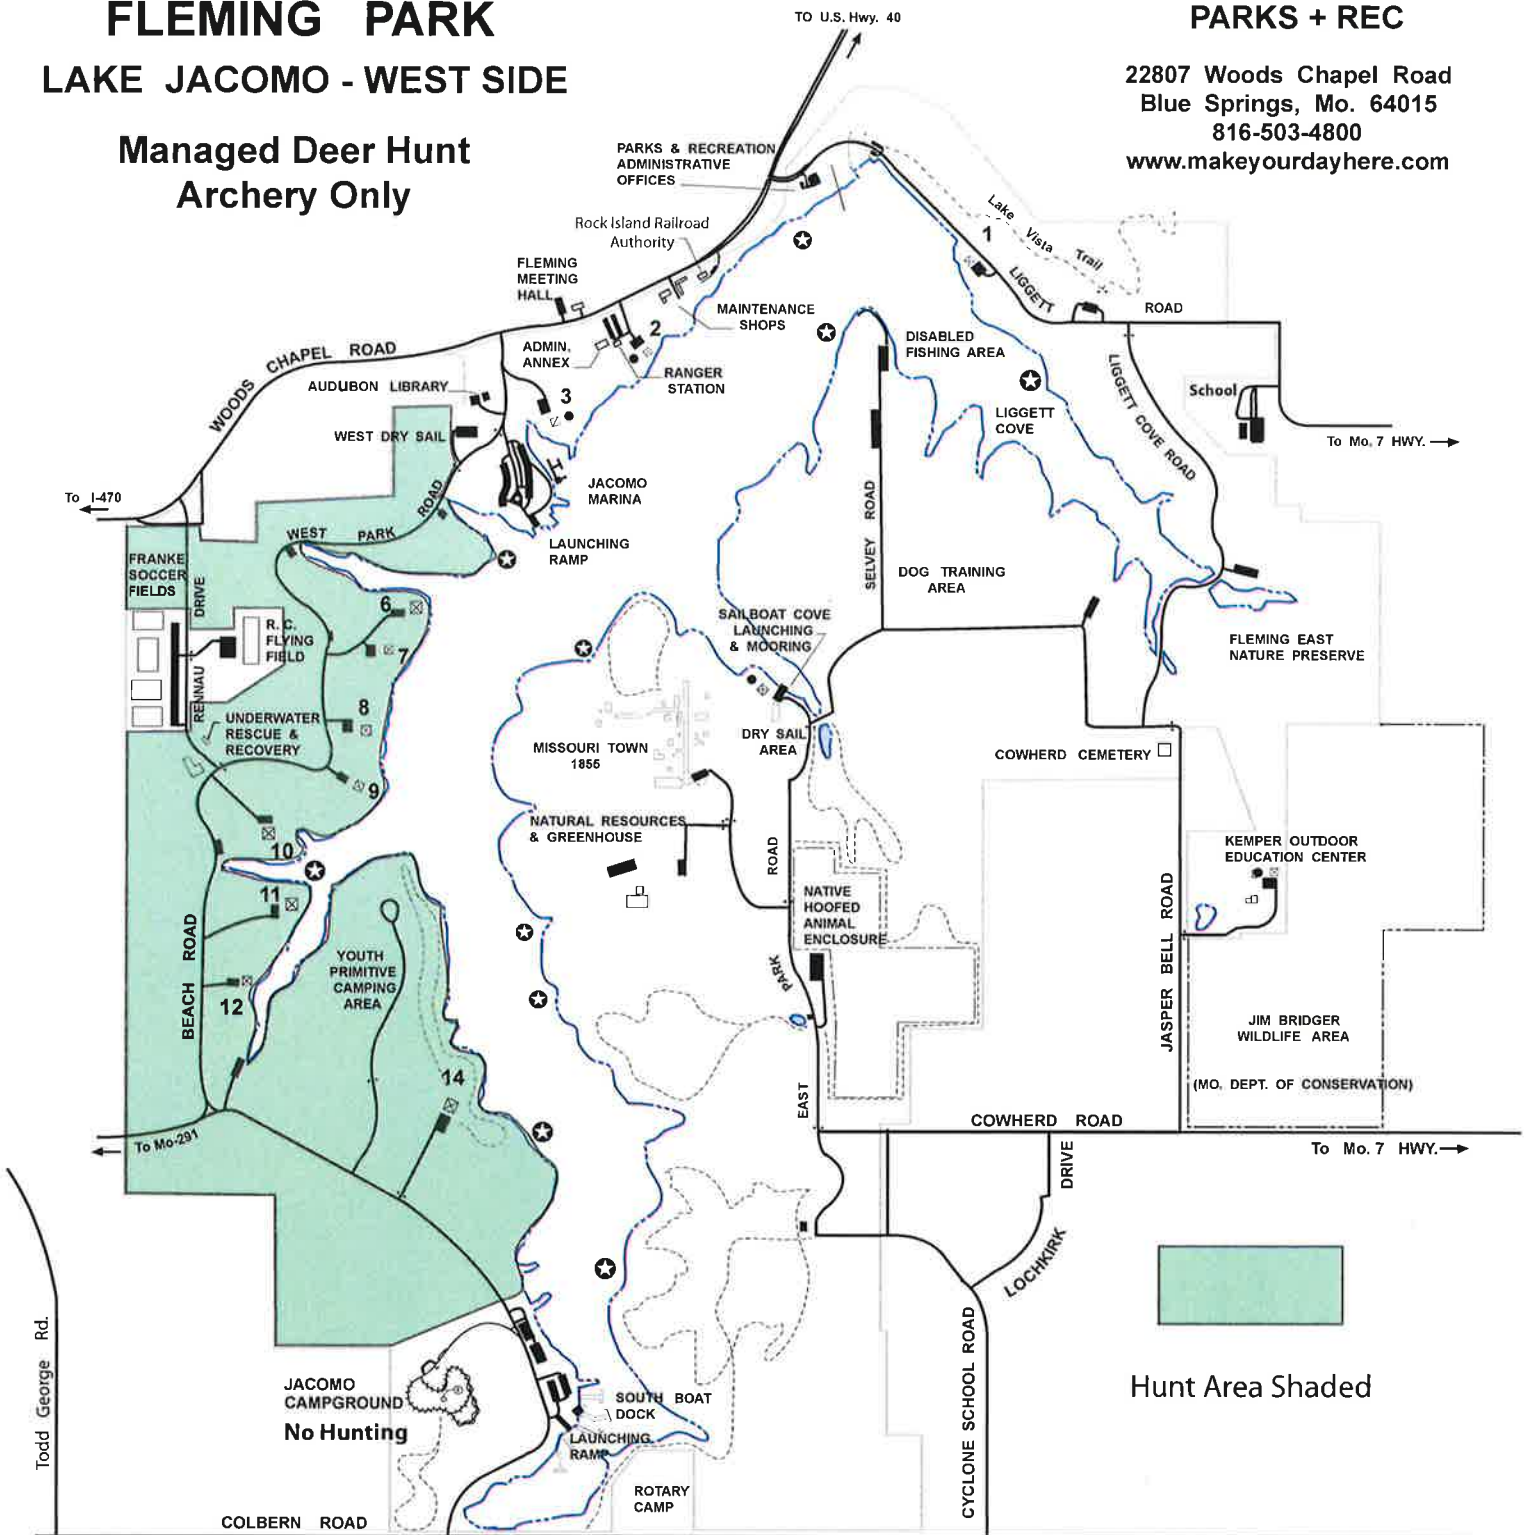 FLEMING PARK
LAKE JACOMO - WEST SIDE
Managed Deer Hunt
Archery Only
TO U.S. Hwy. 40
PARKS + REC
22807 Woods Chapel Road
Blue Springs, Mo. 64015
816-503-4800
www.makeyourdayhere.com
PARKS & RECREATION
ADMINISTRATIVE
OFFICES
Rock Island Railroad
Authority
FLEMING
MEETING
HALL
Lake Vista Trail
1
LIGGETT ROAD
MAINTENANCE
SHOPS
2
ADMIN.
ANNEX
RANGER
STATION
DISABLED
FISHING AREA
WOODS CHAPEL ROAD
AUDUBON LIBRARY
3
LIGGETT COVE ROAD
School
LIGGETT
COVE
WEST DRY SAIL
To Mo. 7 HWY.
To I-470
JACOMO
MARINA
WEST PARK ROAD
LAUNCHING
RAMP
SELVEY ROAD
FRANKE
SOCCER
FIELDS
RENNAU DRIVE
DOG TRAINING
AREA
6
R. C.
FLYING
FIELD
7
SAILBOAT COVE
LAUNCHING
& MOORING
FLEMING EAST
NATURE PRESERVE
8
UNDERWATER
RESCUE &
RECOVERY
MISSOURI TOWN
1855
DRY SAIL
AREA
COWHERD CEMETERY
9
NATURAL RESOURCES
& GREENHOUSE
10
KEMPER OUTDOOR
EDUCATION CENTER
11
NATIVE
HOOFED
ANIMAL
ENCLOSURE
EAST PARK ROAD
YOUTH
PRIMITIVE
CAMPING
AREA
BEACH ROAD
12
JASPER BELL ROAD
JIM BRIDGER
WILDLIFE AREA
(MO. DEPT. OF CONSERVATION)
14
COWHERD ROAD
To Mo-291
To Mo. 7 HWY.
LOCHKIRK DRIVE
Todd George Rd.
CYCLONE SCHOOL ROAD
Hunt Area Shaded
JACOMO
CAMPGROUND
No Hunting
SOUTH BOAT
DOCK
LAUNCHING
RAMP
ROTARY
CAMP
COLBERN ROAD